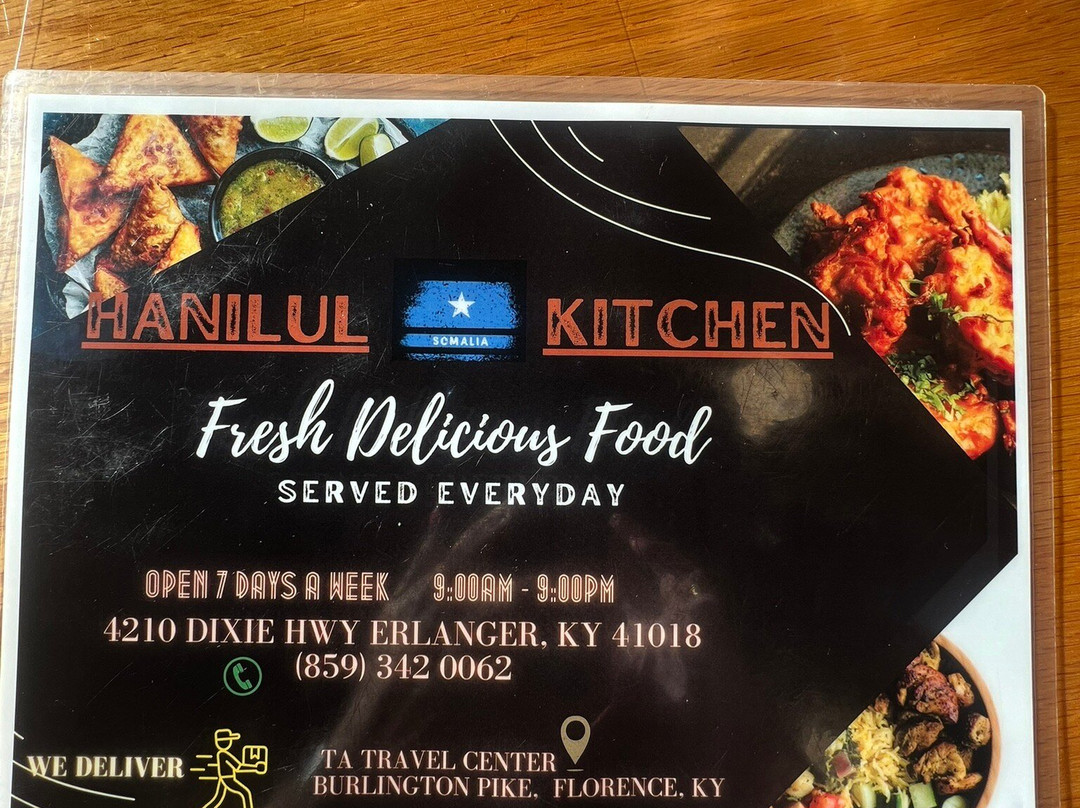 HANILUL KITCHEN
SOMALIA
Fresh Delicious Food
SERVED EVERYDAY
OPEN 7 DAYS A WEEK 9:00AM - 9:00PM
4210 DIXIE HWY ERLANGER, KY 41018
(859) 342 0062
WE DELIVER
TA TRAVEL CENTER
BURLINGTON PIKE, FLORENCE, KY